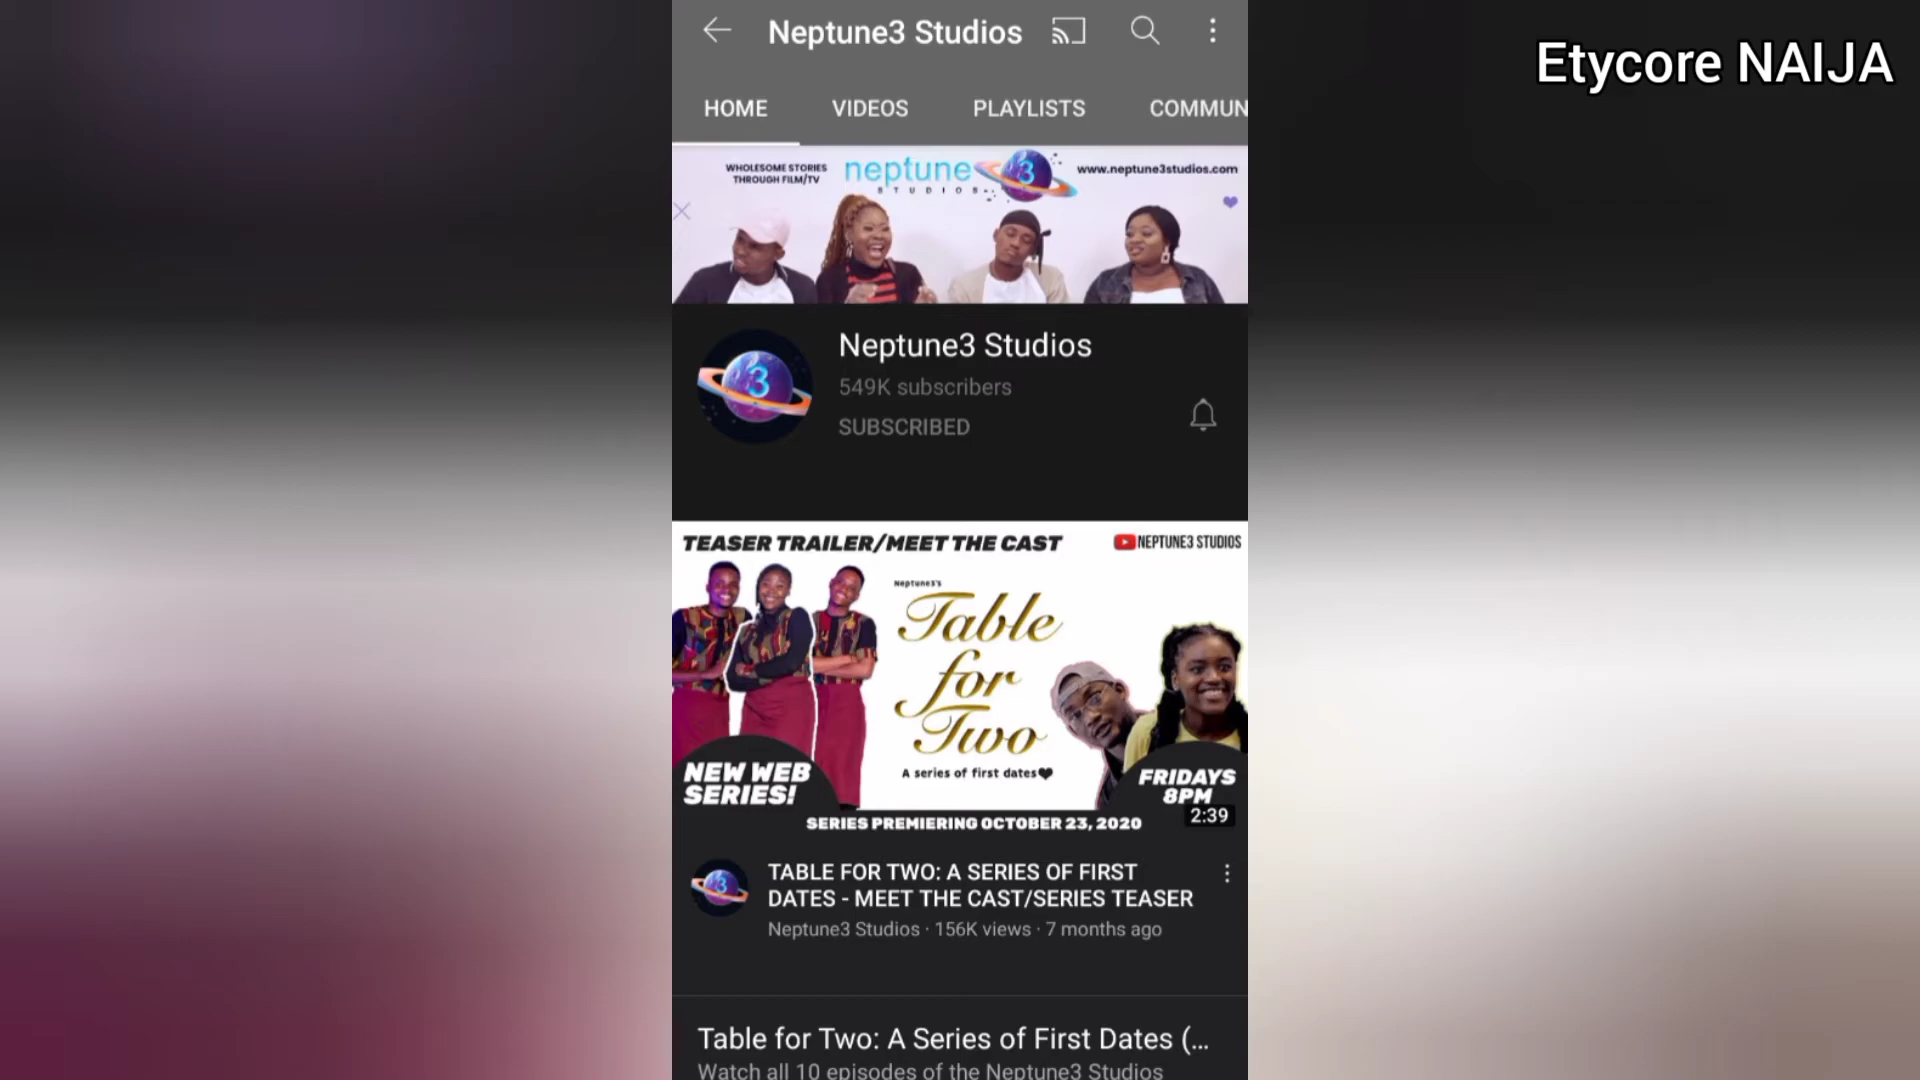 Etycore NAIJA
Neptune3 Studios
HOME VIDEOS PLAYLISTS COMMUN
WHOLESOME STORIES
THROUGH FILM/TV
neptune 3
STUDIOS
www.neptune3studios.com
3
Neptune3 Studios
549K subscribers
SUBSCRIBED
TEASER TRAILER/MEET THE CAST
NEPTUNE3 STUDIOS
Neptune3's
Table
for
Two
A series of first dates
NEW WEB
SERIES!
FRIDAYS
8PM
2:39
SERIES PREMIERING OCTOBER 23, 2020
3
TABLE FOR TWO: A SERIES OF FIRST
DATES - MEET THE CAST/SERIES TEASER
Neptune3 Studios · 156K views · 7 months ago
Table for Two: A Series of First Dates (...
Watch all 10 episodes of the Neptune3 Studios